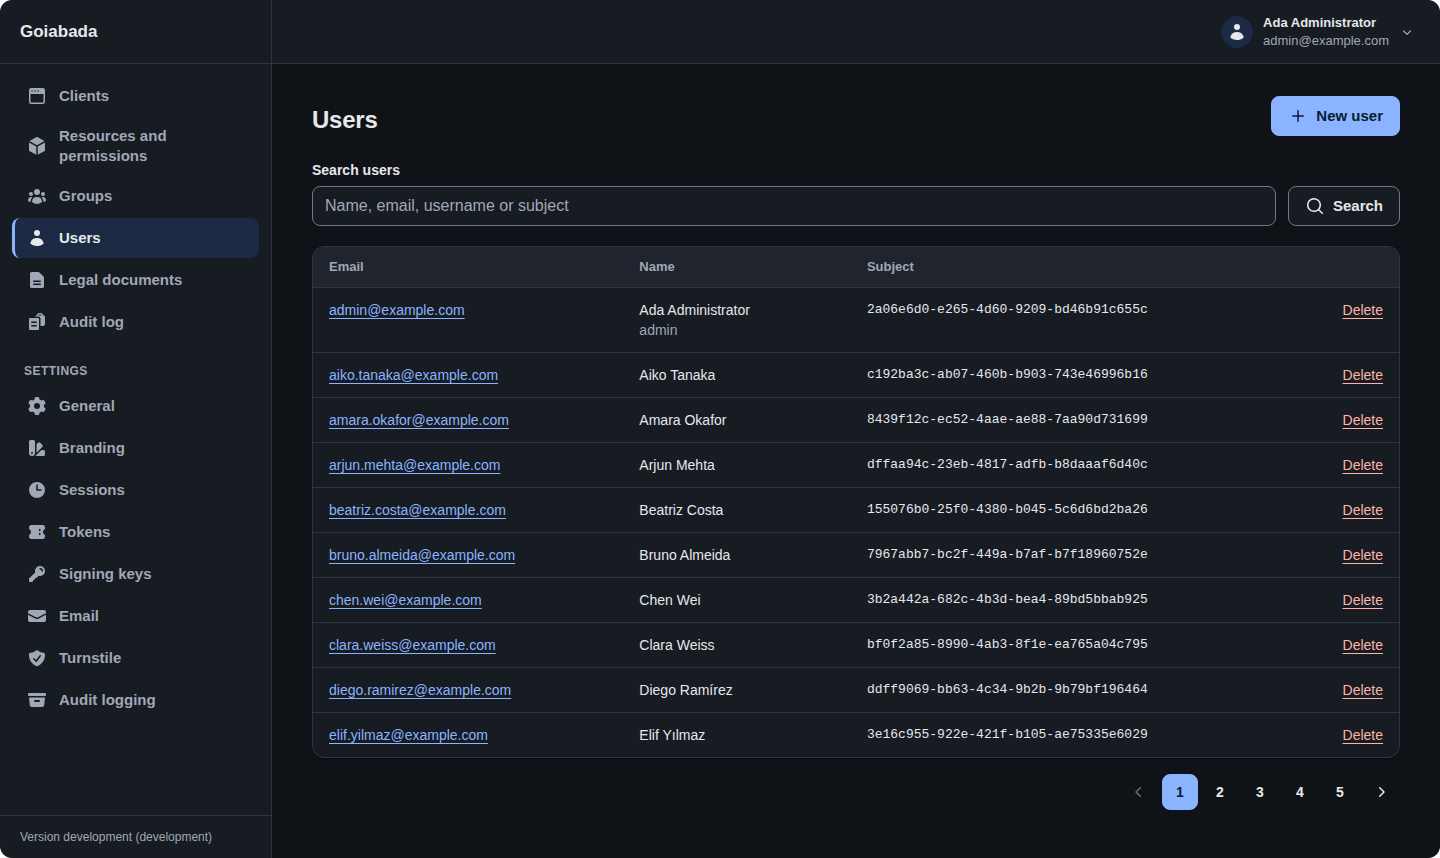 Goiabada
Ada Administrator
admin@example.com
Clients
Resources and
permissions
Groups
Users
Legal documents
Audit log
SETTINGS
General
Branding
Sessions
Tokens
Signing keys
Email
Turnstile
Audit logging
Version development (development)
Users
New user
Search users
Name, email, username or subject
Search
Email Name Subject
admin@example.com Ada Administrator 2a06e6d0-e265-4d60-9209-bd46b91c655c Delete
admin
aiko.tanaka@example.com Aiko Tanaka c192ba3c-ab07-460b-b903-743e46996b16 Delete
amara.okafor@example.com Amara Okafor 8439f12c-ec52-4aae-ae88-7aa90d731699 Delete
arjun.mehta@example.com Arjun Mehta dffaa94c-23eb-4817-adfb-b8daaaf6d40c Delete
beatriz.costa@example.com Beatriz Costa 155076b0-25f0-4380-b045-5c6d6bd2ba26 Delete
bruno.almeida@example.com Bruno Almeida 7967abb7-bc2f-449a-b7af-b7f18960752e Delete
chen.wei@example.com Chen Wei 3b2a442a-682c-4b3d-bea4-89bd5bbab925 Delete
clara.weiss@example.com Clara Weiss bf0f2a85-8990-4ab3-8f1e-ea765a04c795 Delete
diego.ramirez@example.com Diego Ramírez ddff9069-bb63-4c34-9b2b-9b79bf196464 Delete
elif.yilmaz@example.com Elif Yılmaz 3e16c955-922e-421f-b105-ae75335e6029 Delete
1 2 3 4 5